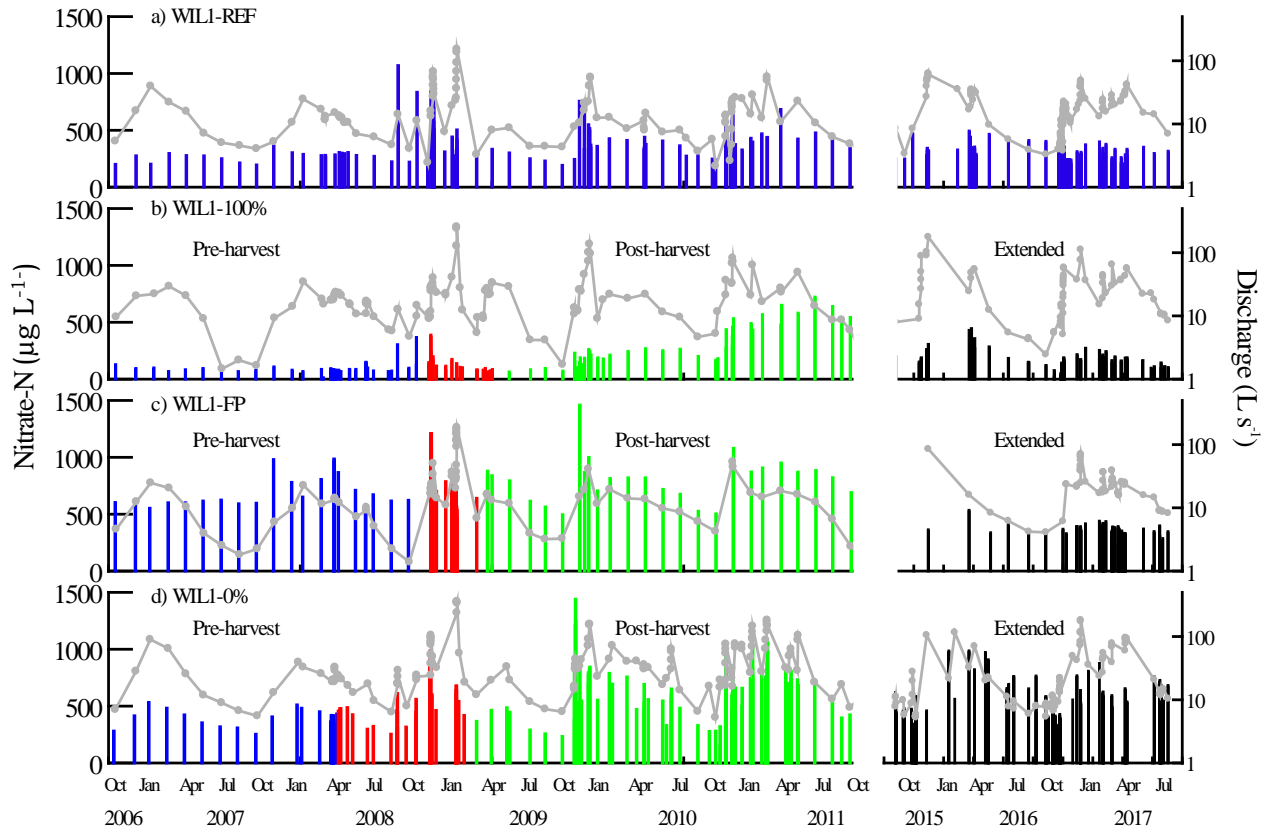 a) WIL1-REF
1500
1000
500
0
100
10
1
b) WIL1-100%
Pre-harvest
Post-harvest
Extended
1500
1000
500
0
100
10
1
c) WIL1-FP
Pre-harvest
Post-harvest
Extended
1500
1000
500
0
100
10
1
d) WIL1-0%
Pre-harvest
Post-harvest
Extended
1500
1000
500
0
100
10
1
Nitrate-N (µg L⁻¹⁻)
Discharge (L s⁻¹)
Oct Jan Apr Jul Oct Jan Apr Jul Oct Jan Apr Jul Oct Jan Apr Jul Oct Jan Apr Jul Oct Oct Jan Apr Jul Oct Jan Apr Jul
2006 2007 2008 2009 2010 2011 2015 2016 2017